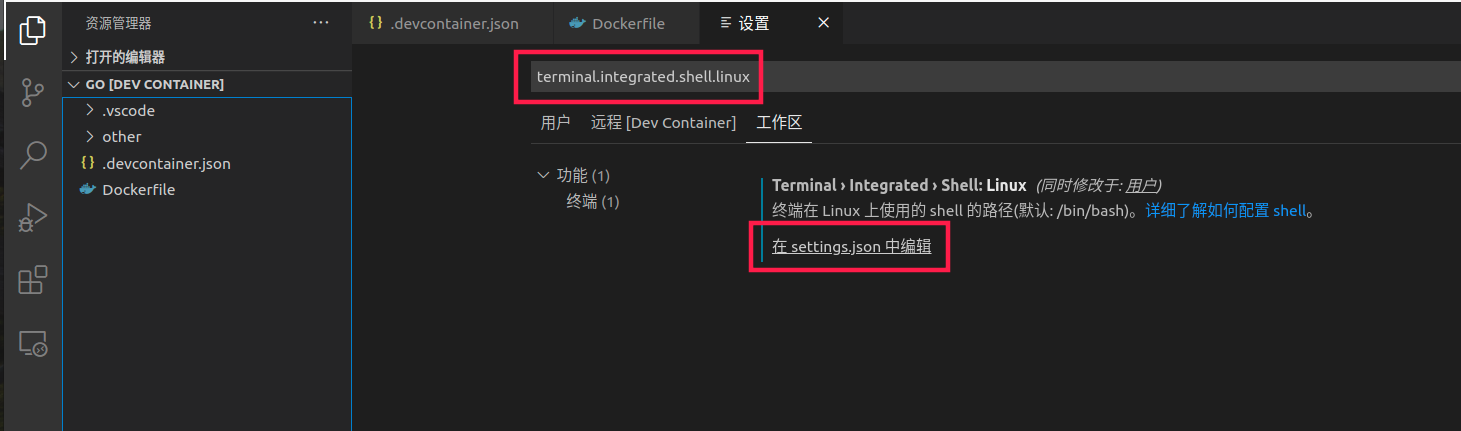 资源管理器 ···
.devcontainer.json
Dockerfile
设置
打开的编辑器
GO [DEV CONTAINER]
.vscode
other
.devcontainer.json
Dockerfile
terminal.integrated.shell.linux
用户 远程 [Dev Container] 工作区
功能 (1)
终端 (1)
Terminal › Integrated › Shell: Linux (同时修改于: 用户)
终端在 Linux 上使用的 shell 的路径(默认: /bin/bash)。详细了解如何配置 shell。
在 settings.json 中编辑